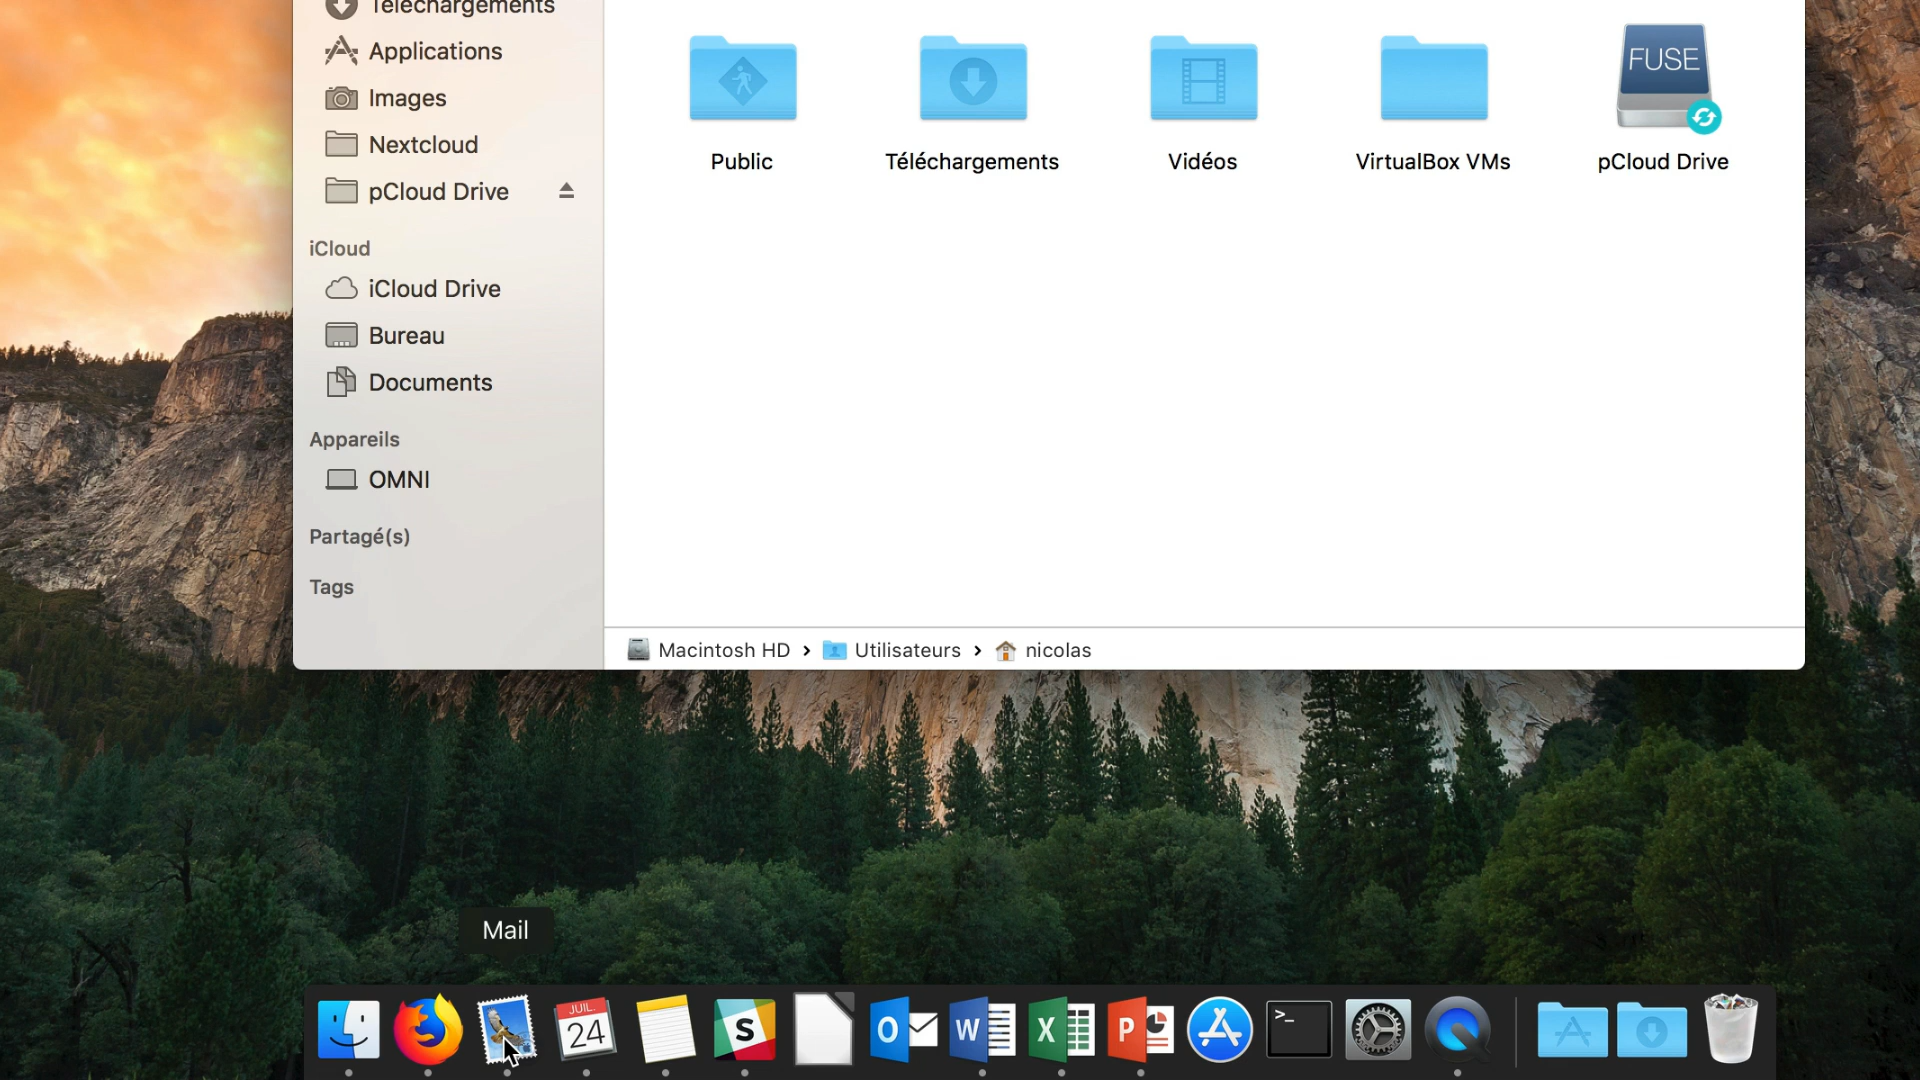 Téléchargements
Applications
Images
Nextcloud
pCloud Drive
iCloud
iCloud Drive
Bureau
Documents
Appareils
OMNI
Partagé(s)
Tags
FUSE
Public
Téléchargements
Vidéos
VirtualBox VMs
pCloud Drive
Macintosh HD › Utilisateurs › nicolas
Mail
JUIL.
24
S
O
W
X
P
>_